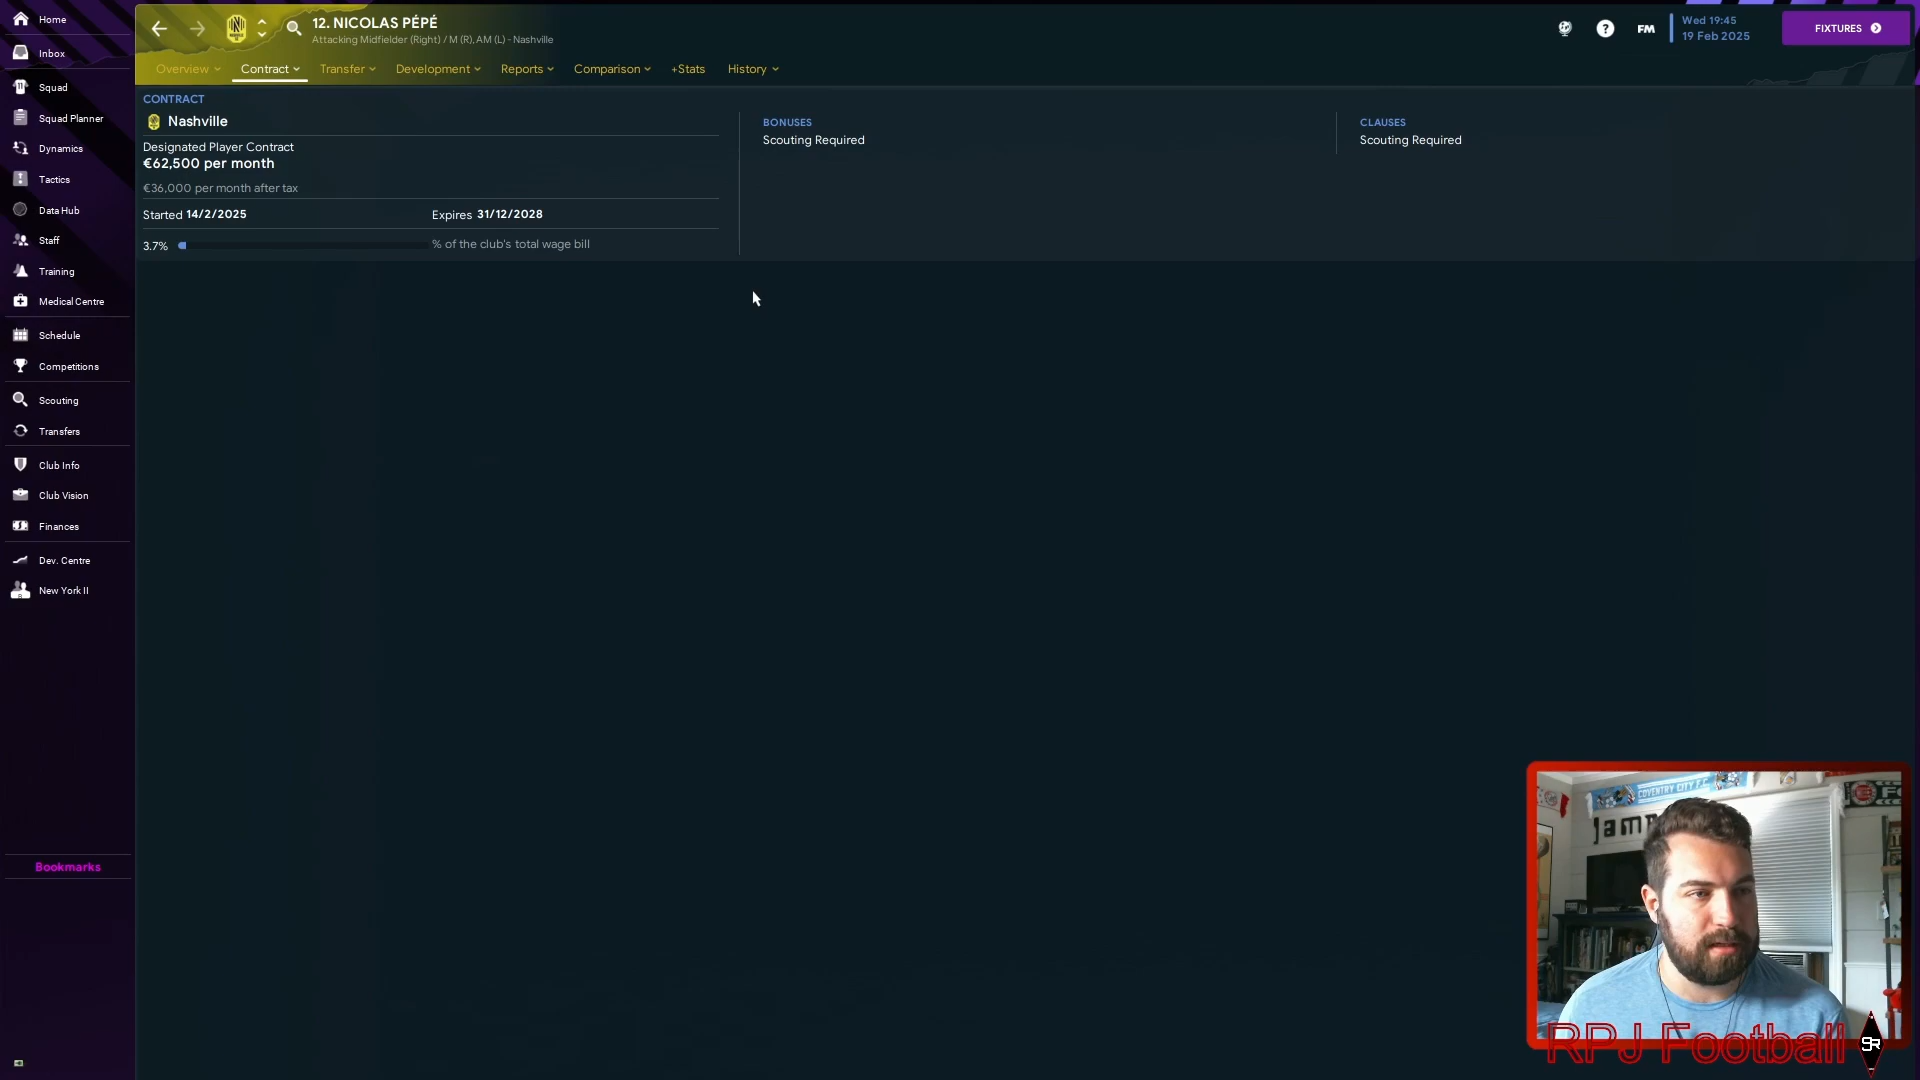 Home
Inbox
Squad
Squad Planner
Dynamics
Tactics
Data Hub
Staff
Training
Medical Centre
Schedule
Competitions
Scouting
Transfers
Club Info
Club Vision
Finances
Dev. Centre
New York II
Bookmarks
12. NICOLAS PÉPÉ
Attacking Midfielder (Right) / M (R), AM (L) - Nashville
FM
Wed 19:45
19 Feb 2025
FIXTURES
Overview Contract Transfer Development Reports Comparison +Stats History
CONTRACT
Nashville
Designated Player Contract
€62,500 per month
€36,000 per month after tax
Started 14/2/2025 Expires 31/12/2028
3.7% % of the club's total wage bill
BONUSES
Scouting Required
CLAUSES
Scouting Required
COVENTRY CITY F.C.
RPJ Football
SR